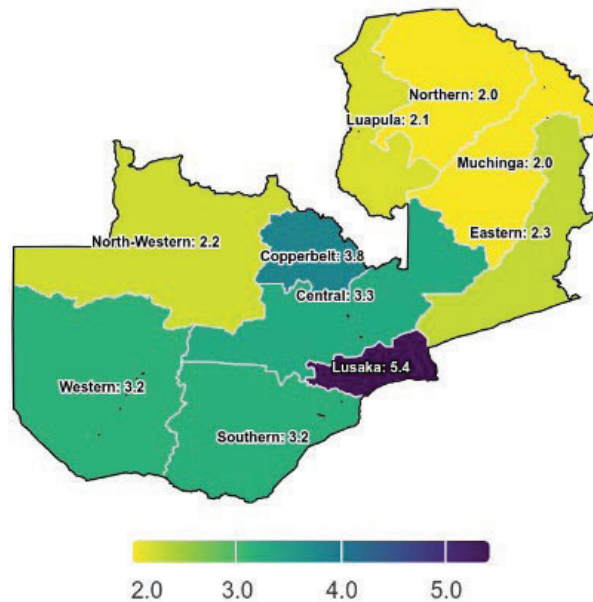 Northern: 2.0
Luapula: 2.1
Muchinga: 2.0
Eastern: 2.3
North-Western: 2.2
Copperbelt: 3.8
Central: 3.3
Lusaka: 5.4
Western: 3.2
Southern: 3.2
2.0 3.0 4.0 5.0